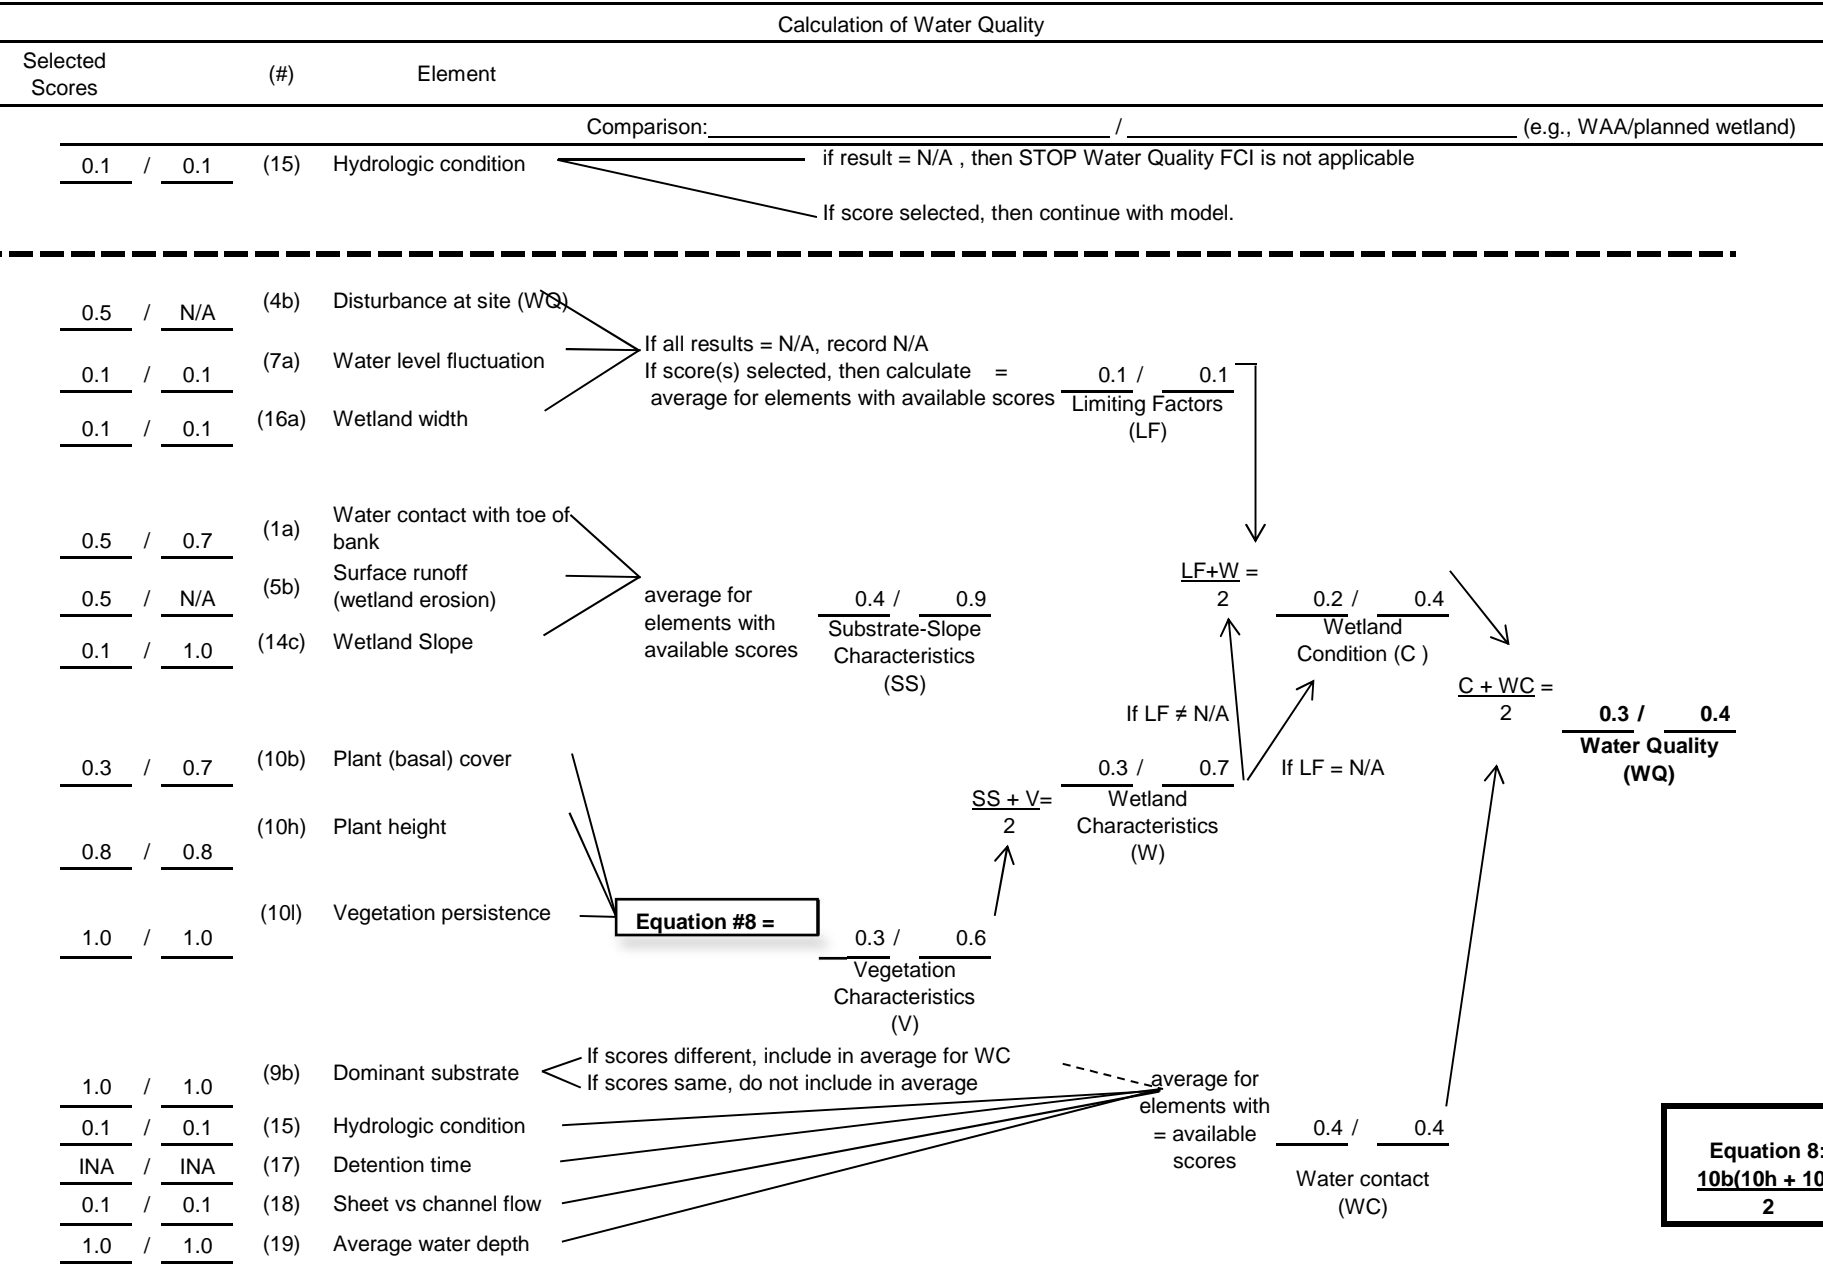 Calculation of Water Quality
Selected Scores (#) Element
Comparison: / (e.g., WAA/planned wetland)
0.1 / 0.1 (15) Hydrologic condition if result = N/A , then STOP Water Quality FCI is not applicable
If score selected, then continue with model.
0.5 / N/A (4b) Disturbance at site (WQ)
0.1 / 0.1 (7a) Water level fluctuation
0.1 / 0.1 (16a) Wetland width
If all results = N/A, record N/A
If score(s) selected, then calculate =
average for elements with available scores
0.1 / 0.1
Limiting Factors
(LF)
0.5 / 0.7 (1a) Water contact with toe of
bank
0.5 / N/A (5b) Surface runoff
(wetland erosion)
0.1 / 1.0 (14c) Wetland Slope
average for
elements with
available scores
0.4 / 0.9
Substrate-Slope
Characteristics
(SS)
LF+W =
2
0.2 / 0.4
Wetland
Condition (C )
C + WC =
2
0.3 / 0.4
Water Quality
(WQ)
If LF ≠ N/A
If LF = N/A
0.3 / 0.7 (10b) Plant (basal) cover
0.8 / 0.8 (10h) Plant height
1.0 / 1.0 (10l) Vegetation persistence
SS + V=
2
0.3 / 0.7
Wetland
Characteristics
(W)
Equation #8 =
0.3 / 0.6
Vegetation
Characteristics
(V)
1.0 / 1.0 (9b) Dominant substrate
If scores different, include in average for WC
If scores same, do not include in average
0.1 / 0.1 (15) Hydrologic condition
INA / INA (17) Detention time
0.1 / 0.1 (18) Sheet vs channel flow
1.0 / 1.0 (19) Average water depth
average for
elements with
= available
scores
0.4 / 0.4
Water contact
(WC)
Equation 8:
10b(10h + 10
2